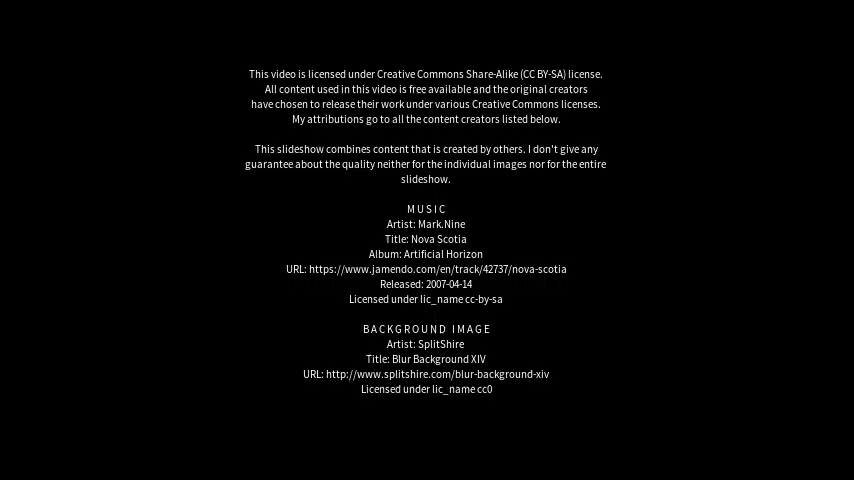 This video is licensed under Creative Commons Share-Alike (CC BY-SA) license.
All content used in this video is free available and the original creators
have chosen to release their work under various Creative Commons licenses.
My attributions go to all the content creators listed below.
This slideshow combines content that is created by others. I don't give any
guarantee about the quality neither for the individual images nor for the entire
slideshow.
MUSIC
Artist: Mark.Nine
Title: Nova Scotia
Album: Artificial Horizon
URL: https://www.jamendo.com/en/track/42737/nova-scotia
Released: 2007-04-14
Licensed under lic_name cc-by-sa
BACKGROUND IMAGE
Artist: SplitShire
Title: Blur Background XIV
URL: http://www.splitshire.com/blur-background-xiv
Licensed under lic_name cc0